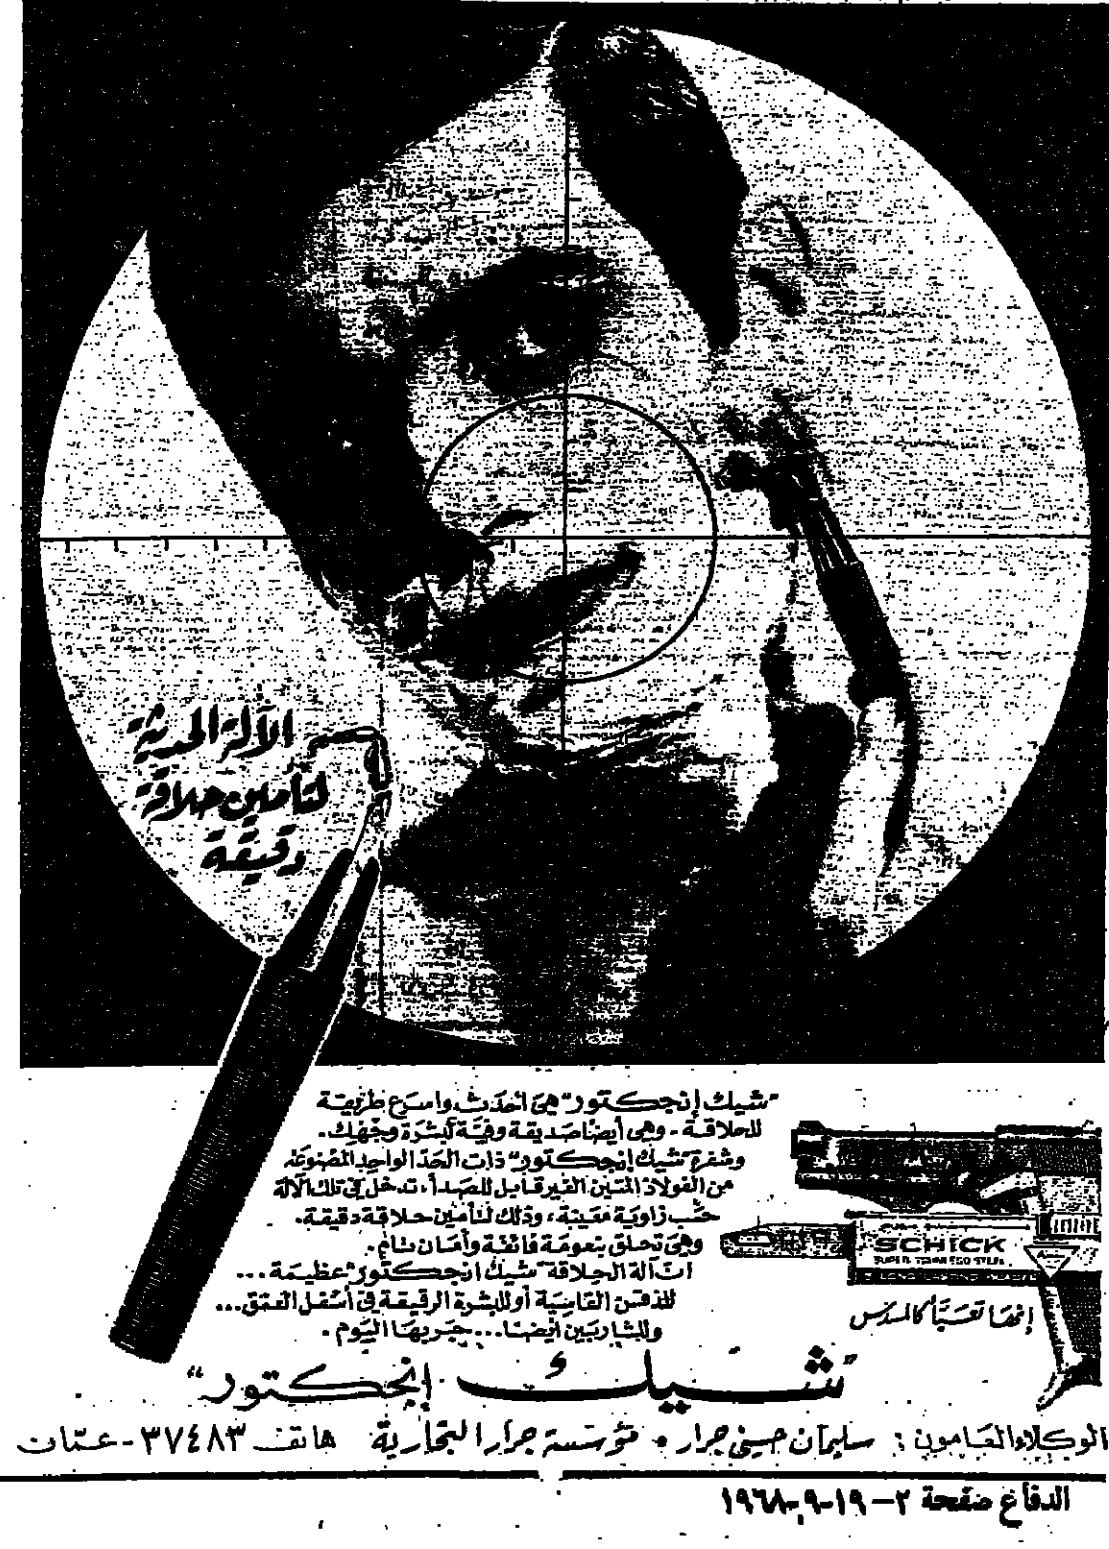 الآلة الحديثة
لتأمين حلاقة
دقيقة
"شيك إنجكتور" هي احدث واسرع طريقة
للحلاقة - وهي أيضا صديقة وفية لبشرة وجهك.
وشفرة "شيك إنجكتور" ذات الحد الواحد المصنوعة
من الفولاذ المتين الغير قابل للصدأ، تدخل في تلك الآلة
حسب زاوية معينة، وذلك لتأمين حلاقة دقيقة.
وهي تحلق بنعومة فائقة وأمان تام.
ان آلة الحلاقة "شيك انجكتور" عظيمة...
للذقن القاسية أو للبشرة الرقيقة في أسفل العنق...
وللشاربين أيضا... جربها اليوم.
SCHICK
إنها تعبأ كالمسدس
"شيك إنجكتور"
الوكلاء العامون: سليمان حسني جرار • مؤسسة جرار التجارية هاتف ٣٧٤٨٣ - عمان
الدفاع صفحة ٢ - ١٩-٩-١٩٦٨